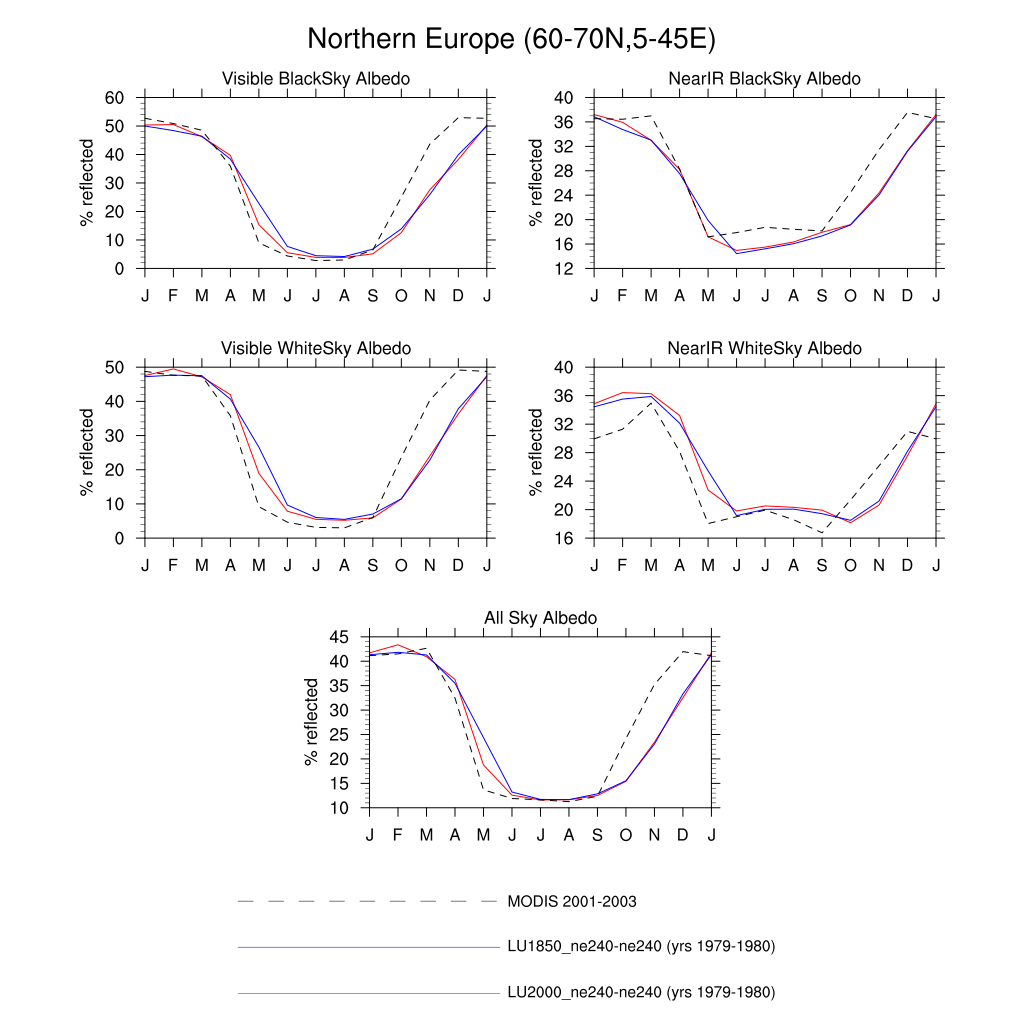 Northern Europe (60-70N,5-45E)
Visible BlackSky Albedo
% reflected
60
50
40
30
20
10
0
J F M A M J J A S O N D J
NearIR BlackSky Albedo
% reflected
40
36
32
28
24
20
16
12
J F M A M J J A S O N D J
Visible WhiteSky Albedo
% reflected
50
40
30
20
10
0
J F M A M J J A S O N D J
NearIR WhiteSky Albedo
% reflected
40
36
32
28
24
20
16
J F M A M J J A S O N D J
All Sky Albedo
% reflected
45
40
35
30
25
20
15
10
J F M A M J J A S O N D J
MODIS 2001-2003
LU1850_ne240-ne240 (yrs 1979-1980)
LU2000_ne240-ne240 (yrs 1979-1980)